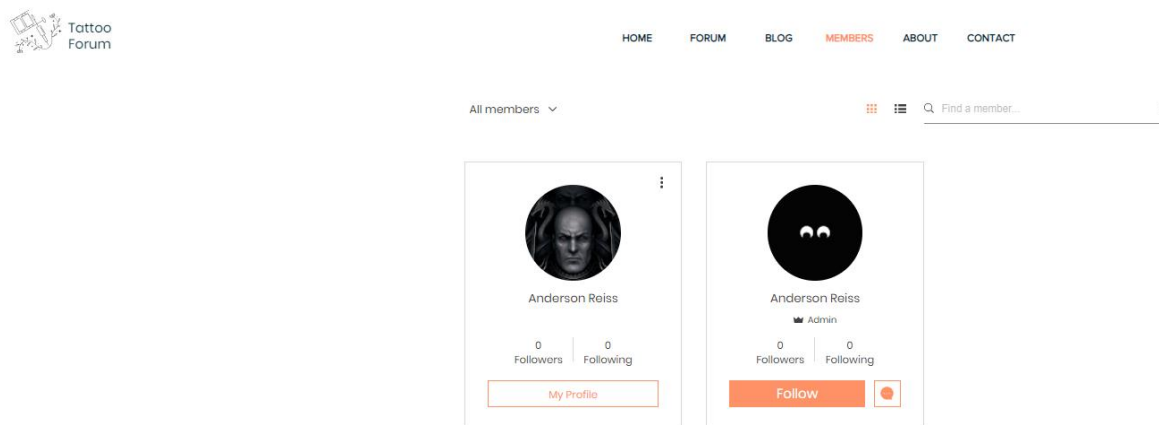 Tattoo
Forum
HOME FORUM BLOG MEMBERS ABOUT CONTACT
All members
Find a member...
Anderson Reiss
0 0
Followers Following
My Profile
Anderson Reiss
Admin
0 0
Followers Following
Follow